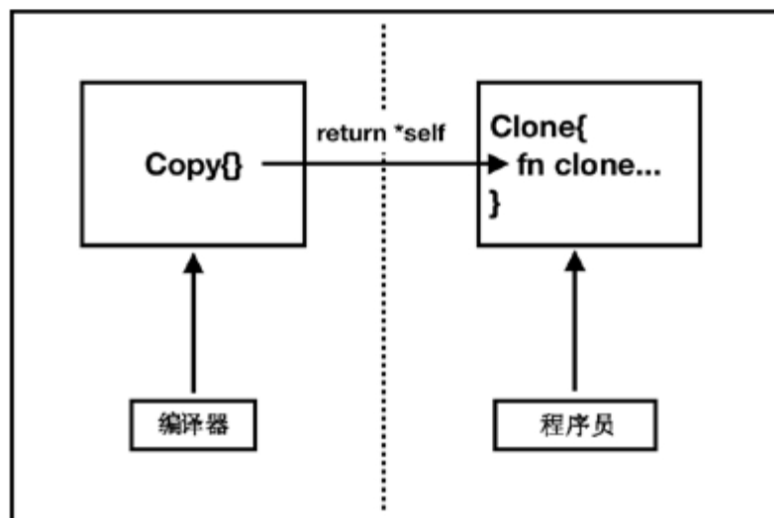 Copy{}
return *self
Clone{
fn clone...
}
编译器
程序员